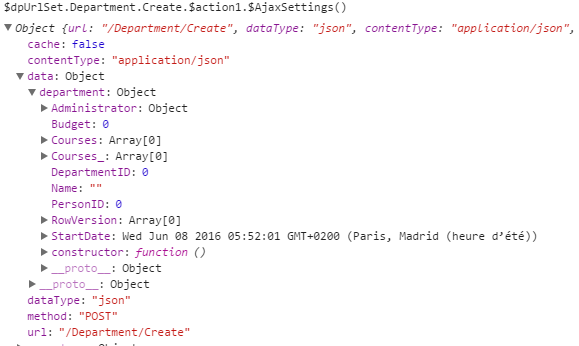 $dpUrlSet.Department.Create.$action1.$AjaxSettings()
Object {url: "/Department/Create", dataType: "json", contentType: "application/json",
cache: false
contentType: "application/json"
data: Object
department: Object
Administrator: Object
Budget: 0
Courses: Array[0]
Courses_: Array[0]
DepartmentID: 0
Name: ""
PersonID: 0
RowVersion: Array[0]
StartDate: Wed Jun 08 2016 05:52:01 GMT+0200 (Paris, Madrid (heure d’été))
constructor: function ()
__proto__: Object
__proto__: Object
dataType: "json"
method: "POST"
url: "/Department/Create"